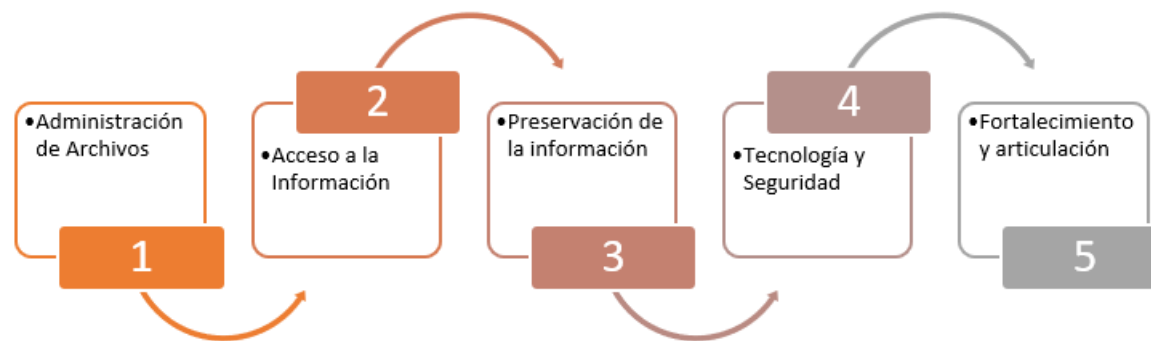 •Administración
de Archivos
1
2
•Acceso a la
Información
•Preservación de
la información
3
4
•Tecnología y
Seguridad
•Fortalecimiento
y articulación
5